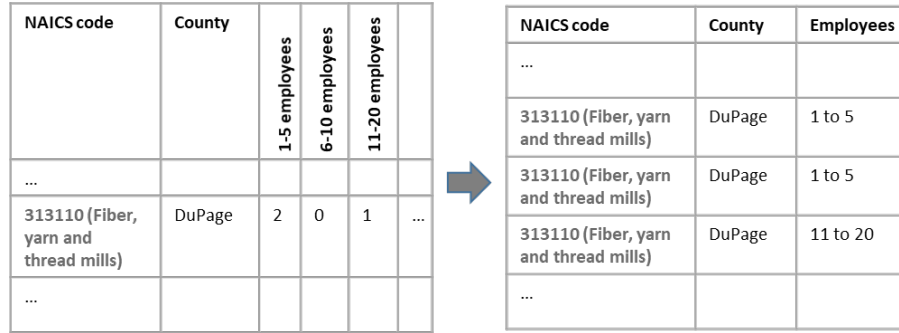 NAICS code County 1-5 employees 6-10 employees 11-20 employees
...
313110 (Fiber, yarn and thread mills) DuPage 2 0 1 ...
...
NAICS code County Employees
...
313110 (Fiber, yarn and thread mills) DuPage 1 to 5
313110 (Fiber, yarn and thread mills) DuPage 1 to 5
313110 (Fiber, yarn and thread mills) DuPage 11 to 20
...